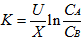 K = U/X ln C_A/C_B